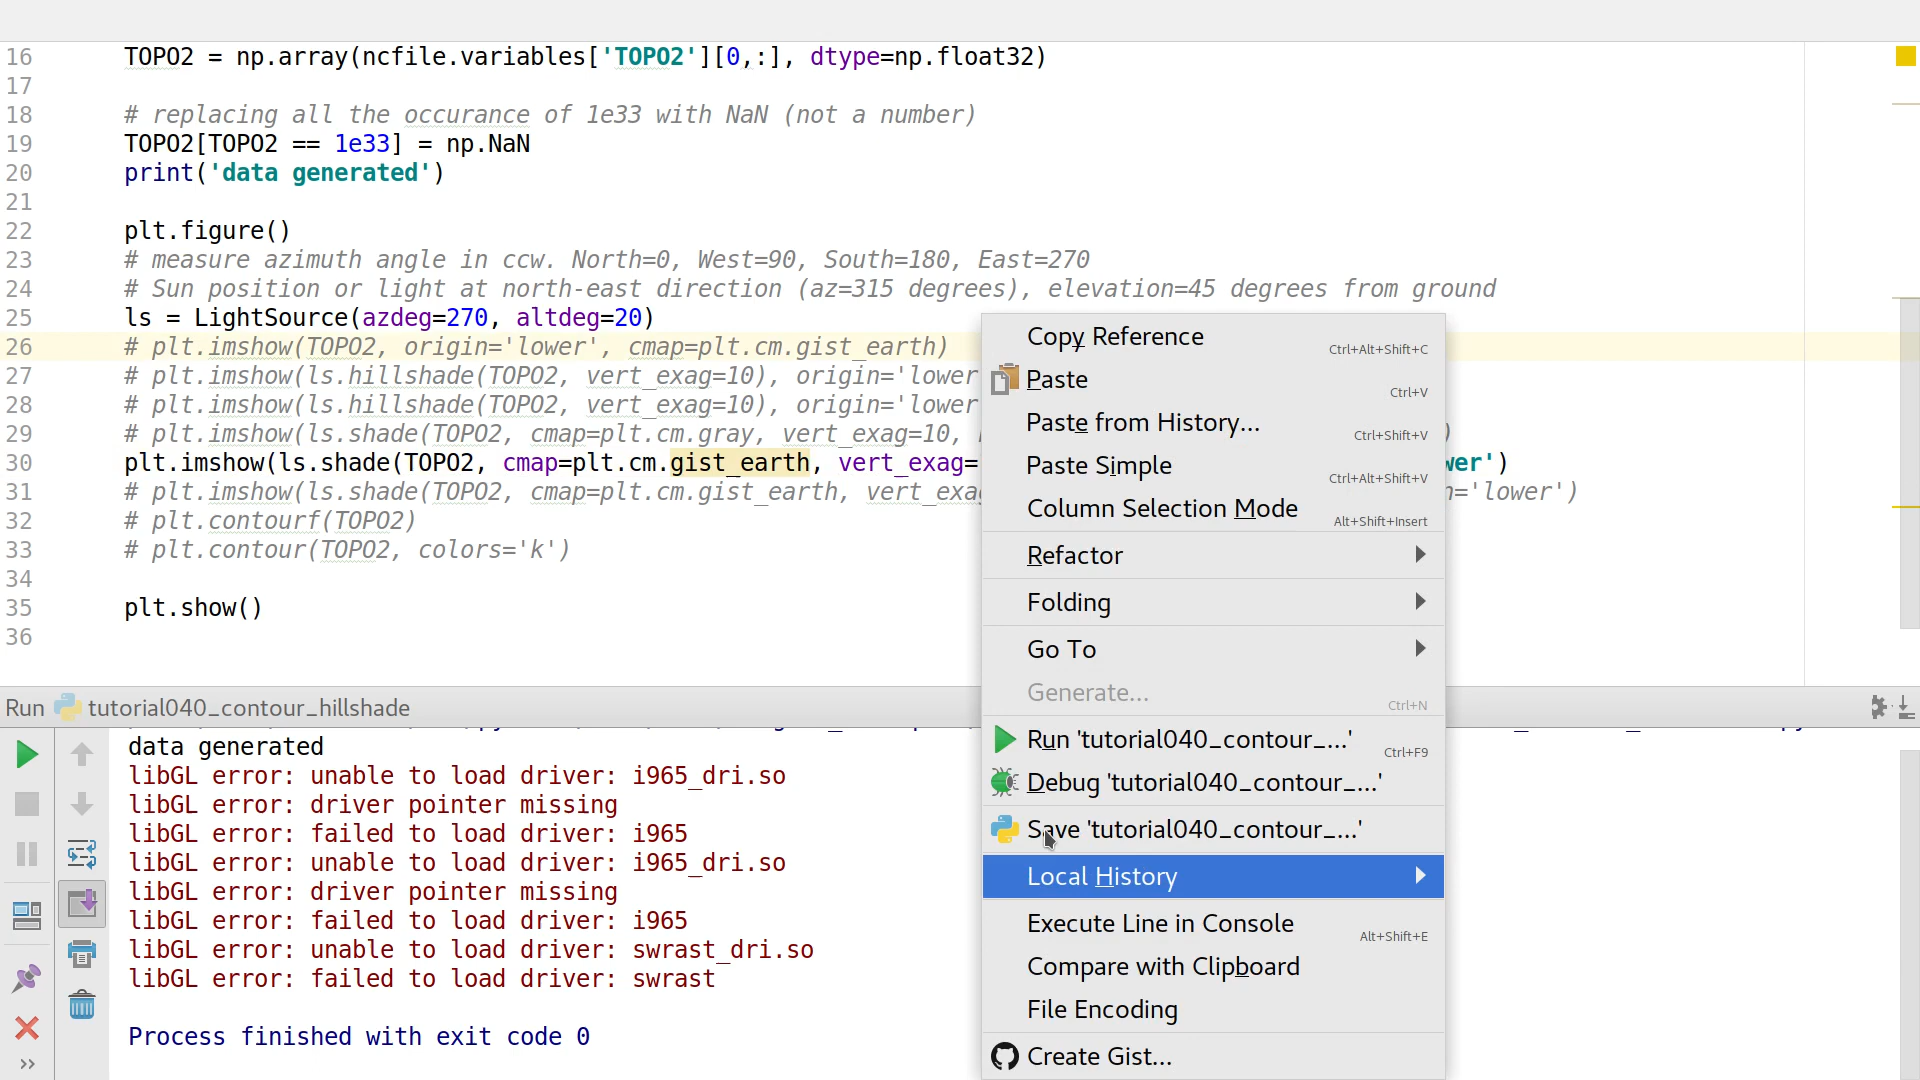 16 TOPO2 = np.array(ncfile.variables['TOPO2'][0,:], dtype=np.float32)
17
18 # replacing all the occurance of 1e33 with NaN (not a number)
19 TOPO2[TOPO2 == 1e33] = np.NaN
20 print('data generated')
21
22 plt.figure()
23 # measure azimuth angle in ccw. North=0, West=90, South=180, East=270
24 # Sun position or light at north-east direction (az=315 degrees), elevation=45 degrees from ground
25 ls = LightSource(azdeg=270, altdeg=20)
26 # plt.imshow(TOPO2, origin='lower', cmap=plt.cm.gist_earth)
27 # plt.imshow(ls.hillshade(TOPO2, vert_exag=10), origin='lower
28 # plt.imshow(ls.hillshade(TOPO2, vert_exag=10), origin='lower
29 # plt.imshow(ls.shade(TOPO2, cmap=plt.cm.gray, vert_exag=10, )
30 plt.imshow(ls.shade(TOPO2, cmap=plt.cm.gist_earth, vert_exag= wer')
31 # plt.imshow(ls.shade(TOPO2, cmap=plt.cm.gist_earth, vert_exag n='lower')
32 # plt.contourf(TOPO2)
33 # plt.contour(TOPO2, colors='k')
34
35 plt.show()
36
Copy Reference Ctrl+Alt+Shift+C
Paste Ctrl+V
Paste from History... Ctrl+Shift+V
Paste Simple Ctrl+Alt+Shift+V
Column Selection Mode Alt+Shift+Insert
Refactor
Folding
Go To
Generate... Ctrl+N
Run 'tutorial040_contour_...' Ctrl+F9
Debug 'tutorial040_contour_...'
Save 'tutorial040_contour_...'
Local History
Execute Line in Console Alt+Shift+E
Compare with Clipboard
File Encoding
Create Gist...
Run tutorial040_contour_hillshade
data generated
libGL error: unable to load driver: i965_dri.so
libGL error: driver pointer missing
libGL error: failed to load driver: i965
libGL error: unable to load driver: i965_dri.so
libGL error: driver pointer missing
libGL error: failed to load driver: i965
libGL error: unable to load driver: swrast_dri.so
libGL error: failed to load driver: swrast
Process finished with exit code 0